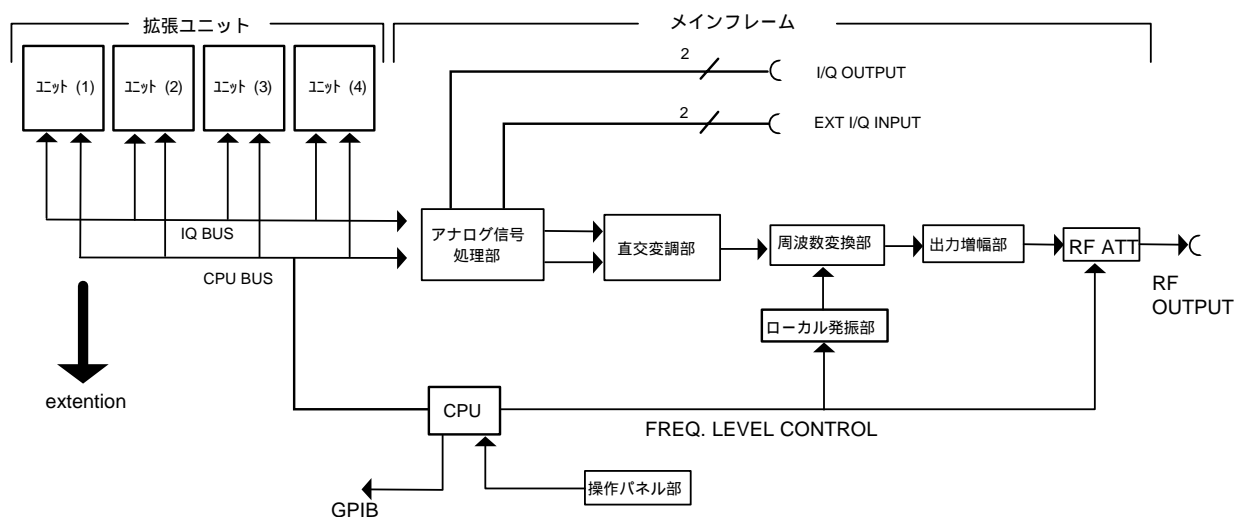 拡張ユニット
メインフレーム
ﾕﾆｯﾄ (1)
ﾕﾆｯﾄ (2)
ﾕﾆｯﾄ (3)
ﾕﾆｯﾄ (4)
2
I/Q OUTPUT
2
EXT I/Q INPUT
IQ BUS
CPU BUS
アナログ信号
処理部
直交変調部
周波数変換部
出力増幅部
RF ATT
RF
OUTPUT
ローカル発振部
extention
CPU
FREQ. LEVEL CONTROL
操作パネル部
GPIB